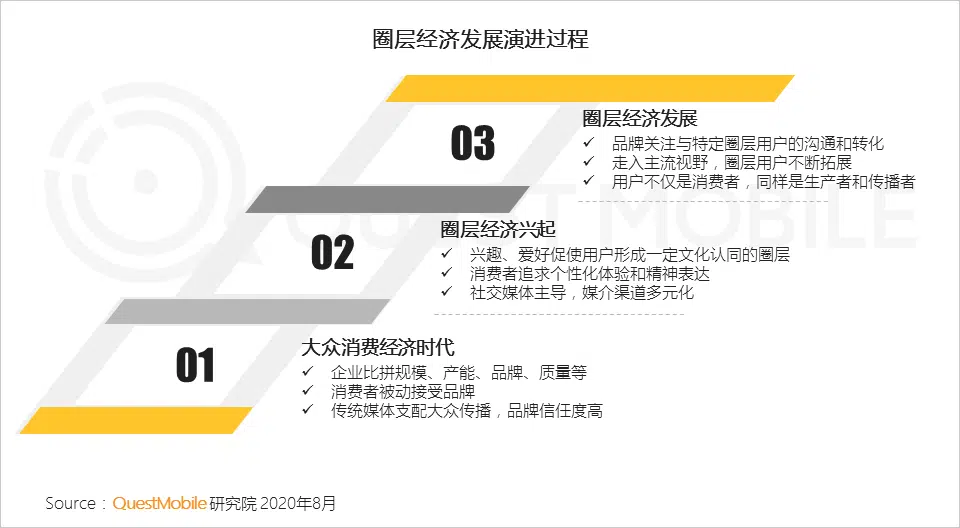 圈层经济发展演进过程
03
圈层经济发展
✓ 品牌关注与特定圈层用户的沟通和转化
✓ 走入主流视野，圈层用户不断拓展
✓ 用户不仅是消费者，同样是生产者和传播者
QUEST MOBILE
02
圈层经济兴起
✓ 兴趣、爱好促使用户形成一定文化认同的圈层
✓ 消费者追求个性化体验和精神表达
✓ 社交媒体主导，媒介渠道多元化
01
大众消费经济时代
✓ 企业比拼规模、产能、品牌、质量等
✓ 消费者被动接受品牌
✓ 传统媒体支配大众传播，品牌信任度高
Source：QuestMobile 研究院 2020年8月